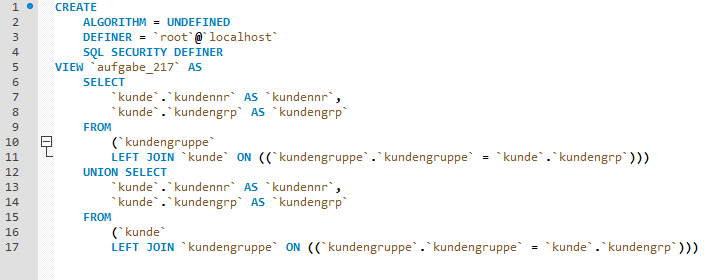 1 CREATE
2 ALGORITHM = UNDEFINED
3 DEFINER = `root`@`localhost`
4 SQL SECURITY DEFINER
5 VIEW `aufgabe_217` AS
6 SELECT
7 `kunde`.`kundennr` AS `kundennr`,
8 `kunde`.`kundengrp` AS `kundengrp`
9 FROM
10 (`kundengruppe`
11 LEFT JOIN `kunde` ON ((`kundengruppe`.`kundengruppe` = `kunde`.`kundengrp`)))
12 UNION SELECT
13 `kunde`.`kundennr` AS `kundennr`,
14 `kunde`.`kundengrp` AS `kundengrp`
15 FROM
16 (`kunde`
17 LEFT JOIN `kundengruppe` ON ((`kundengruppe`.`kundengruppe` = `kunde`.`kundengrp`)))